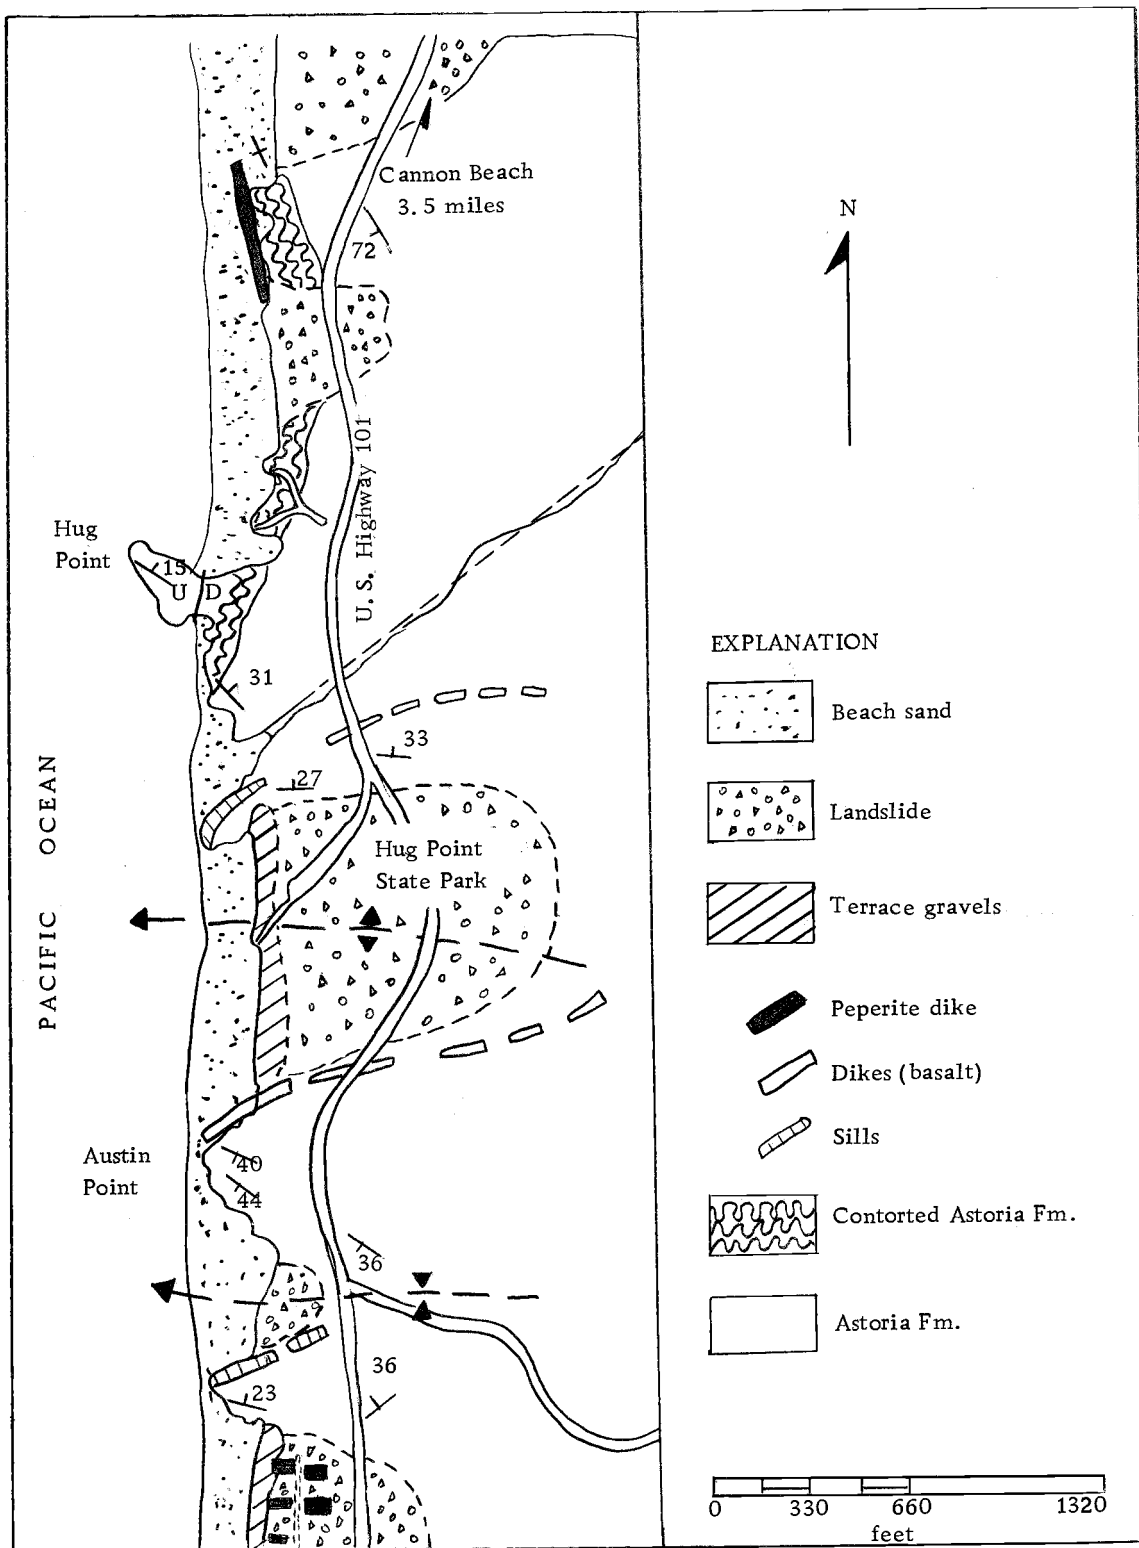 Cannon Beach
3.5 miles
N
72
U.S. Highway 101
Hug
Point
15
U D
31
33
27
PACIFIC OCEAN
Hug Point
State Park
Austin
Point
40
44
36
36
23
EXPLANATION
Beach sand
Landslide
Terrace gravels
Peperite dike
Dikes (basalt)
Sills
Contorted Astoria Fm.
Astoria Fm.
0 330 660 1320
feet